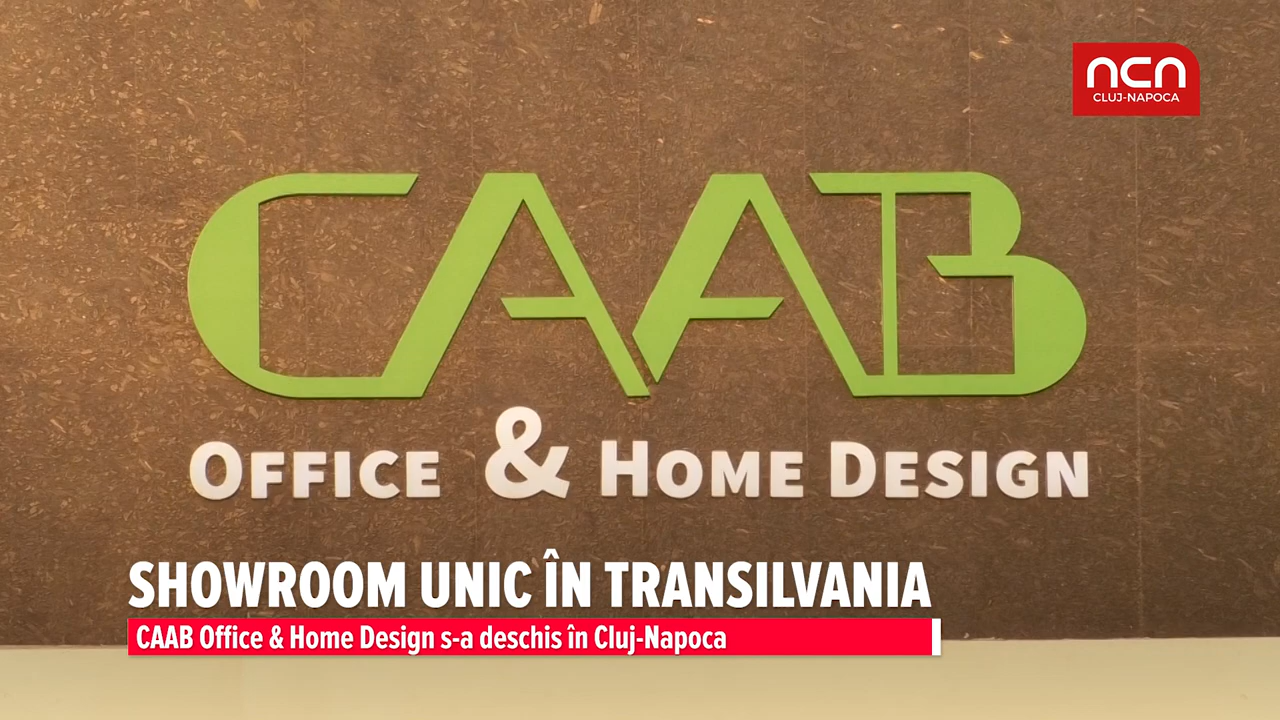 ncn
CLUJ-NAPOCA
CAAB
OFFICE & HOME DESIGN
SHOWROOM UNIC ÎN TRANSILVANIA
CAAB Office & Home Design s-a deschis în Cluj-Napoca